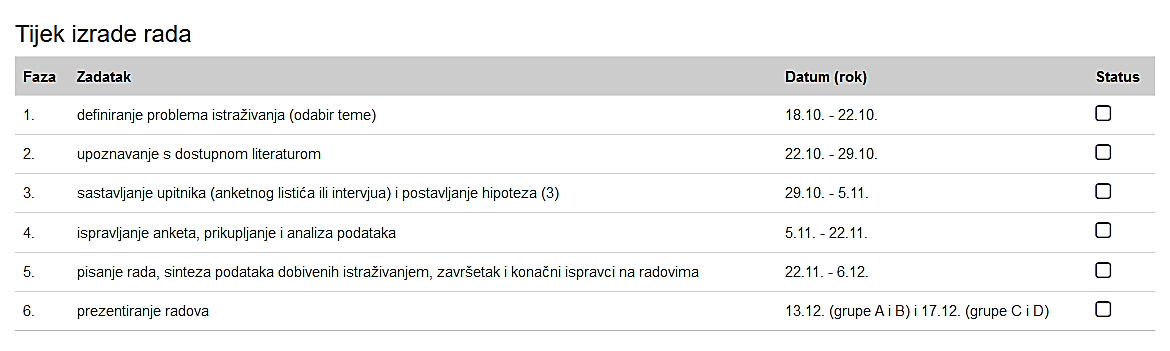 Tijek izrade rada
Faza Zadatak Datum (rok) Status
1. definiranje problema istraživanja (odabir teme) 18.10. - 22.10.
2. upoznavanje s dostupnom literaturom 22.10. - 29.10.
3. sastavljanje upitnika (anketnog listića ili intervjua) i postavljanje hipoteza (3) 29.10. - 5.11.
4. ispravljanje anketa, prikupljanje i analiza podataka 5.11. - 22.11.
5. pisanje rada, sinteza podataka dobivenih istraživanjem, završetak i konačni ispravci na radovima 22.11. - 6.12.
6. prezentiranje radova 13.12. (grupe A i B) i 17.12. (grupe C i D)